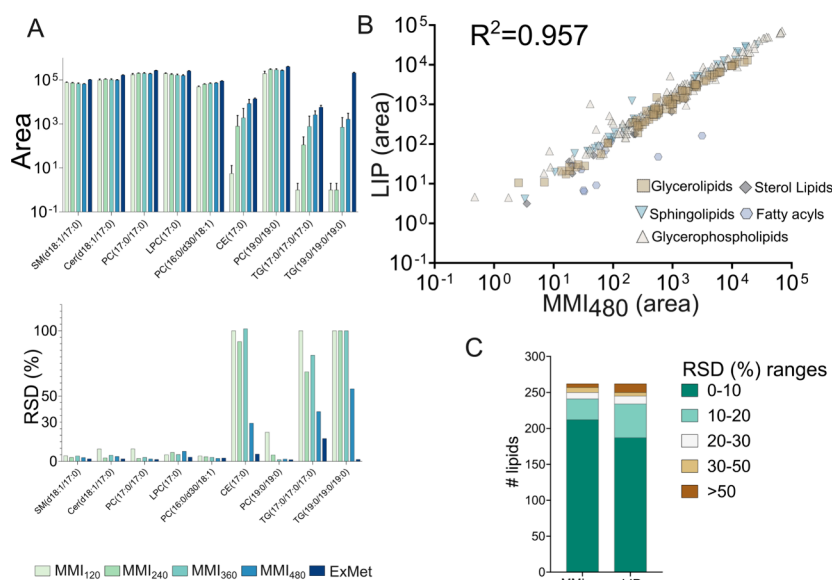 A
Area
10^5
10^3
10^1
10^-1
SM(d18:1/17:0)
Cer(d18:1/17:0)
PC(17:0/17:0)
LPC(17:0)
PC(16:0/d30/18:1)
CE(17:0)
PC(19:0/19:0)
TG(17:0/17:0/17:0)
TG(19:0/19:0/19:0)
RSD (%)
100
50
30
0
SM(d18:1/17:0)
Cer(d18:1/17:0)
PC(17:0/17:0)
LPC(17:0)
PC(16:0/d30/18:1)
CE(17:0)
PC(19:0/19:0)
TG(17:0/17:0/17:0)
TG(19:0/19:0/19:0)
MMI120 MMI240 MMI360 MMI480 ExMet
B
R²=0.957
LIP (area)
10^5
10^4
10^3
10^2
10^1
10^0
10^-1
10^-1 10^0 10^1 10^2 10^3 10^4 10^5
MMI480 (area)
Glycerolipids Sterol Lipids
Sphingolipids Fatty acyls
Glycerophospholipids
C
# lipids
300
250
200
150
100
50
0
RSD (%) ranges
0-10
10-20
20-30
30-50
>50